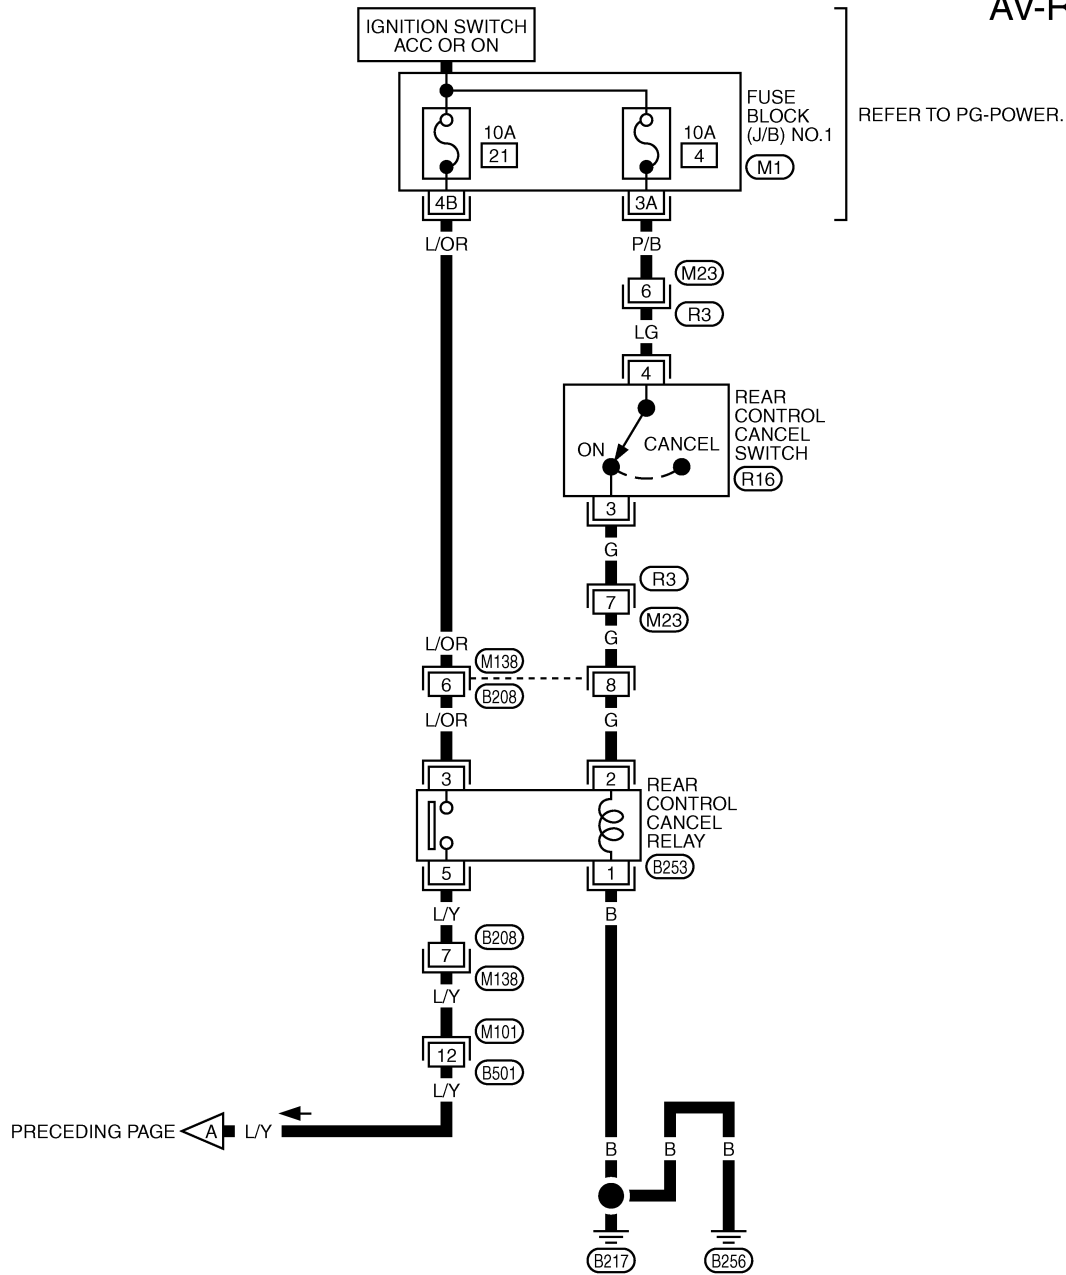 AV-R
IGNITION SWITCH
ACC OR ON
FUSE
BLOCK
(J/B) NO.1
M1
REFER TO PG-POWER.
10A
21
10A
4
4B
3A
L/OR
P/B
M23
6
R3
LG
4
REAR
CONTROL
CANCEL
SWITCH
R16
ON
CANCEL
3
G
R3
7
M23
L/OR
G
M138
6
8
B208
L/OR
G
3
2
REAR
CONTROL
CANCEL
RELAY
B253
5
1
L/Y
B
B208
7
M138
L/Y
M101
12
B501
L/Y
PRECEDING PAGE
A
L/Y
B
B
B
B217
B256